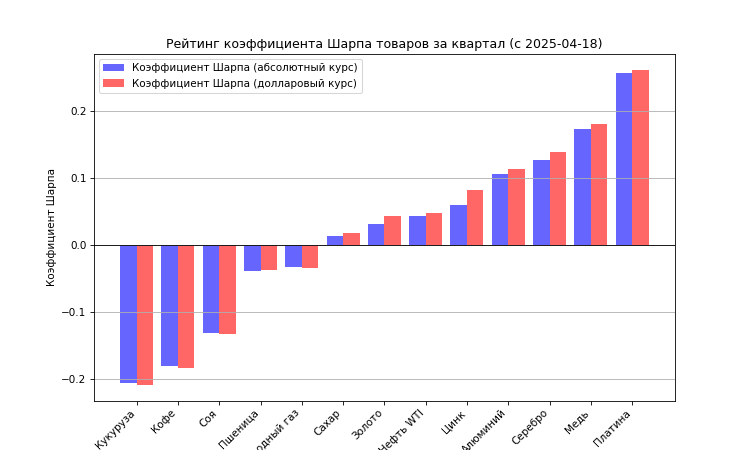 Рейтинг коэффициента Шарпа товаров за квартал (с 2025-04-18)
Коэффициент Шарпа (абсолютный курс)
Коэффициент Шарпа (долларовый курс)
Коэффициент Шарпа
0.2
0.1
0.0
−0.1
−0.2
Кукуруза
Кофе
Соя
Пшеница
одный газ
Сахар
Золото
Нефть WTI
Цинк
Алюминий
Серебро
Медь
Платина